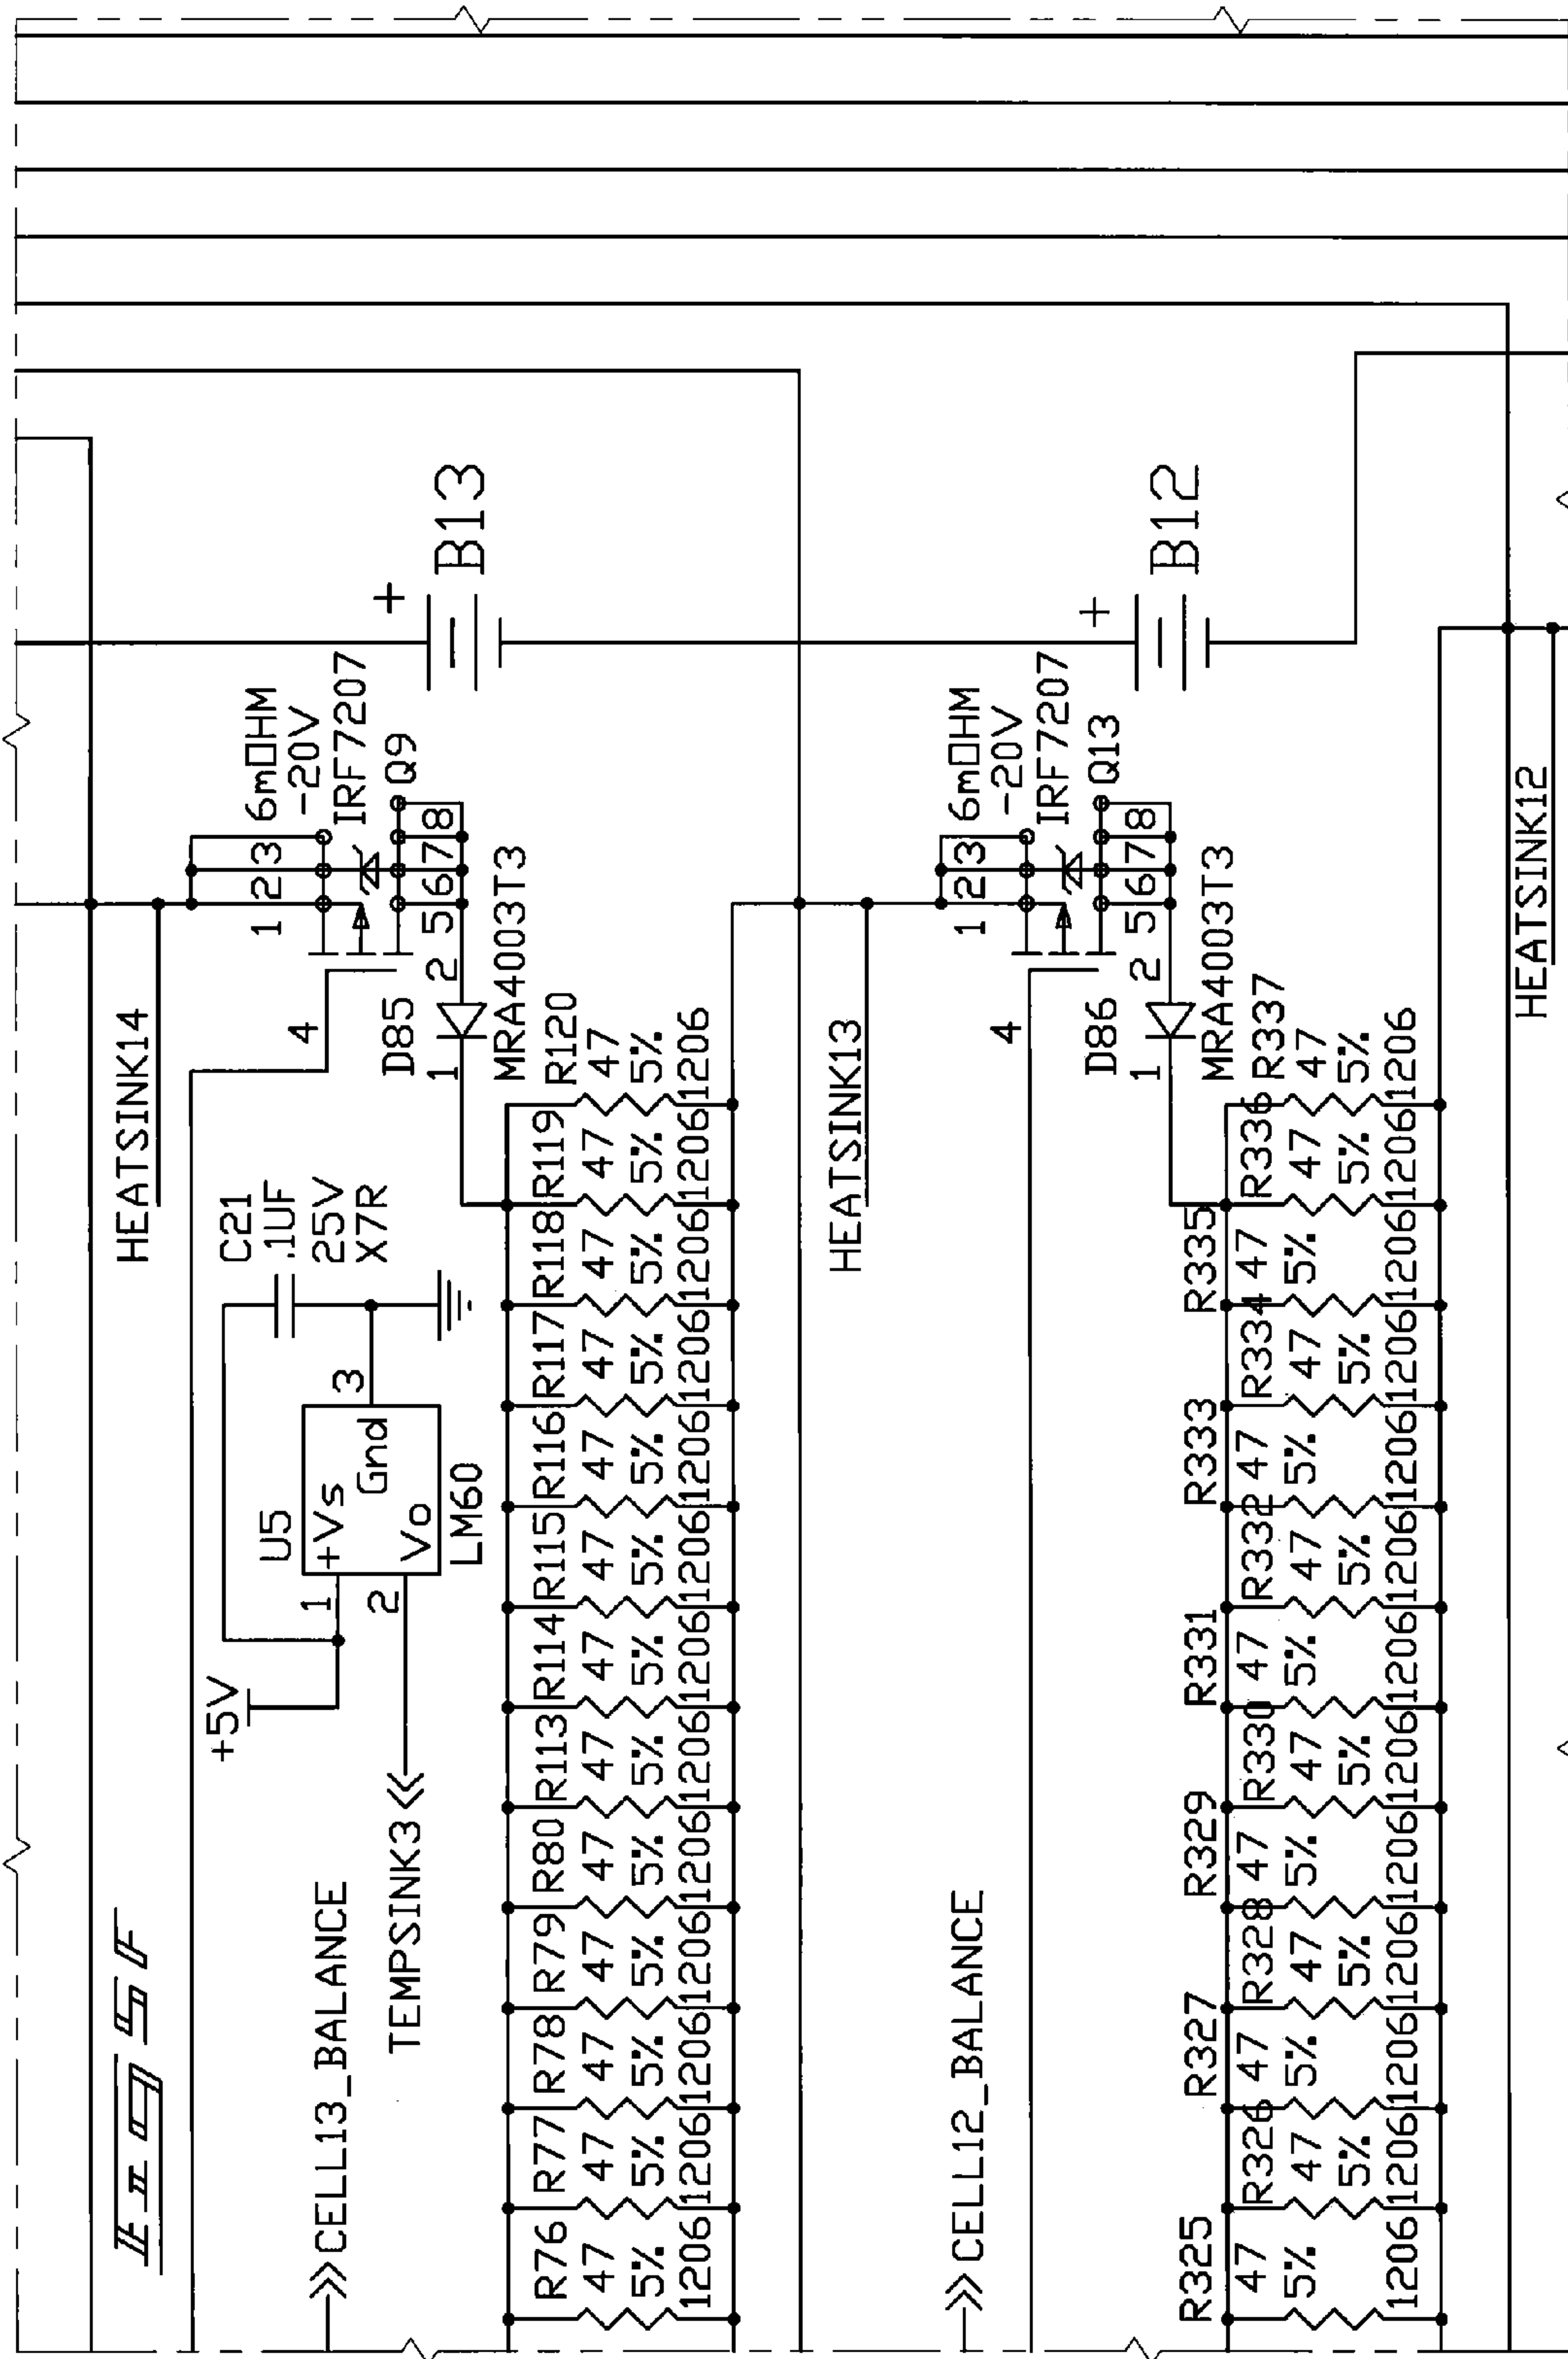 HEATSINK14
Fig 5F
+5V
C21
.1UF
25V
X7R
6mOHM
-20V
IRF7207
Q9
1 2 3
4
5 6 7 8
U5
+Vs
Gnd
Vo
LM60
1
2
3
CELL13_BALANCE
TEMPSINK3
D85
1 2
MRA4003T3
B13
+
R76 R77 R78 R79 R80 R113 R114 R115 R116 R117 R118 R119 R120
47 47 47 47 47 47 47 47 47 47 47 47 47
5% 5% 5% 5% 5% 5% 5% 5% 5% 5% 5% 5% 5%
1206 1206 1206 1206 1206 1206 1206 1206 1206 1206 1206 1206 1206
HEATSINK13
CELL12_BALANCE
6mOHM
-20V
IRF7207
Q13
1 2 3
4
5 6 7 8
D86
1 2
MRA4003T3
B12
+
R325 R327 R329 R331 R333 R335
R326 R328 R330 R332 R334 R336 R337
47 47 47 47 47 47 47 47 47 47 47 47 47
5% 5% 5% 5% 5% 5% 5% 5% 5% 5% 5% 5% 5%
1206 1206 1206 1206 1206 1206 1206 1206 1206 1206 1206 1206 1206
HEATSINK12